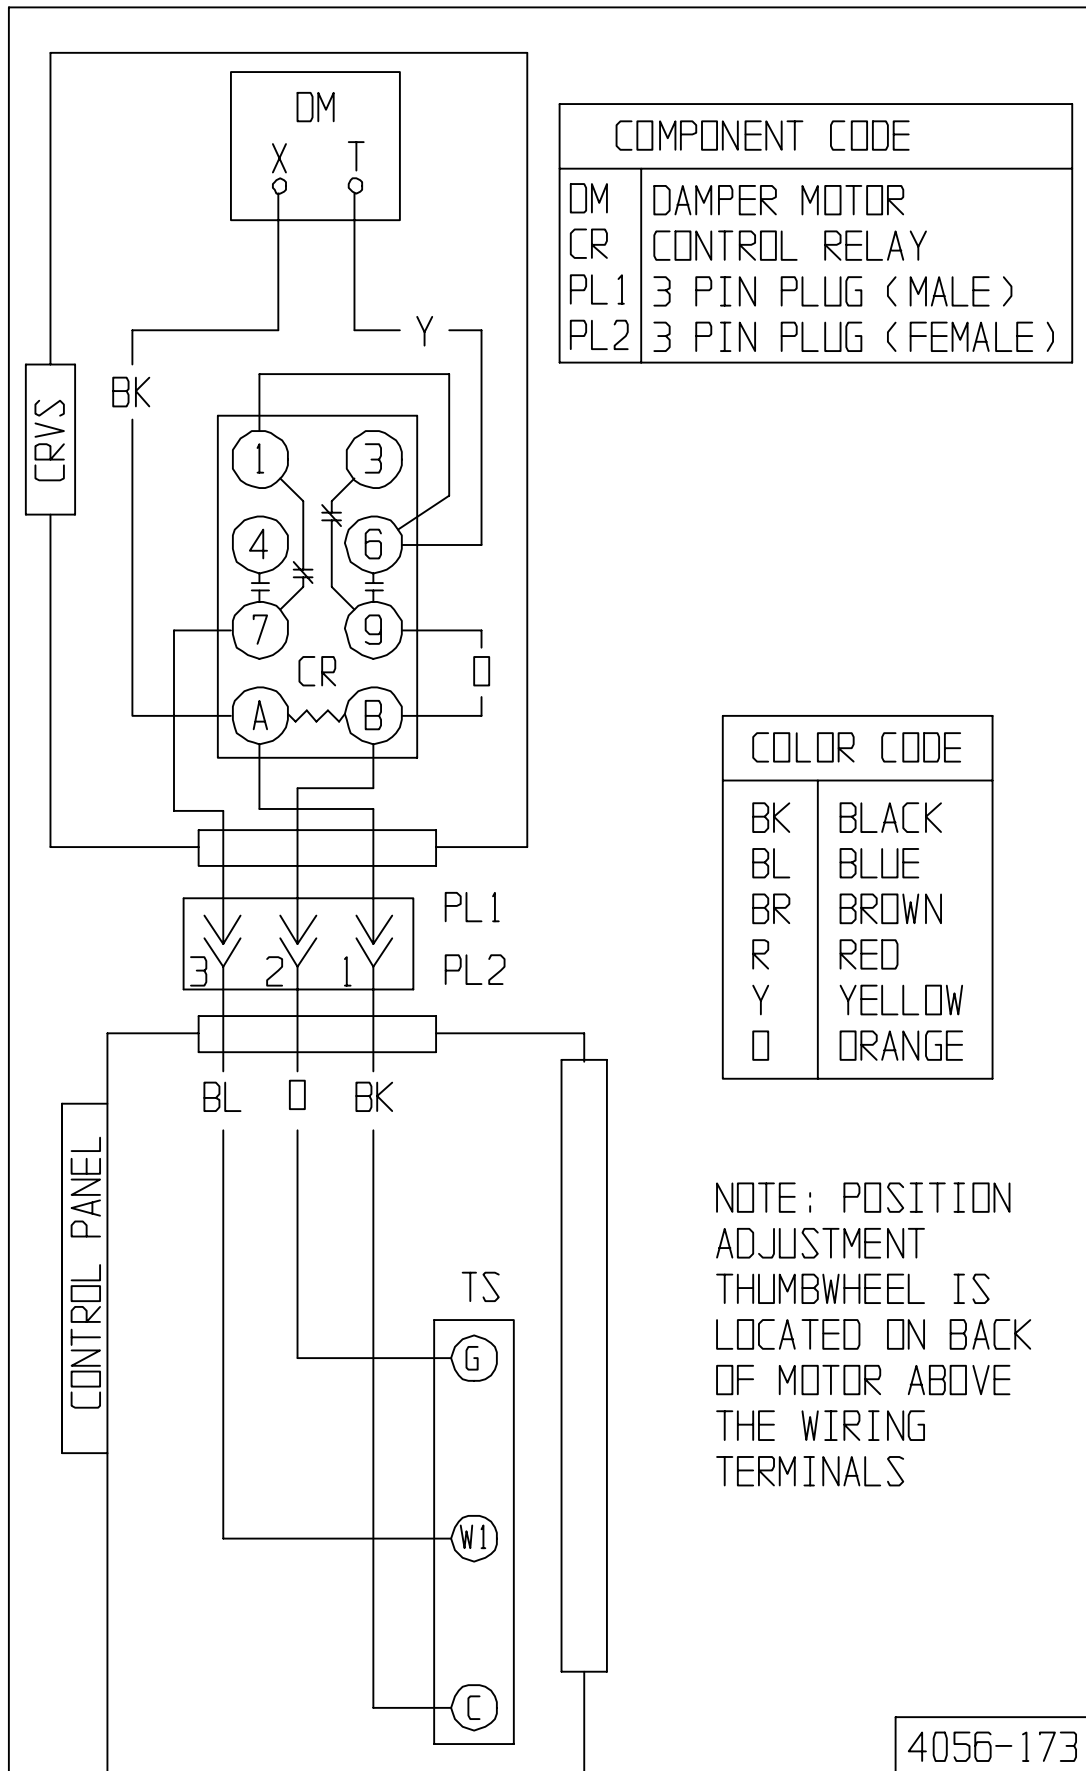 DM
X T
Y
BK
CRVS
1 3
4 6
7 9
CR
O
A B
COMPONENT CODE
DM DAMPER MOTOR
CR CONTROL RELAY
PL1 3 PIN PLUG (MALE)
PL2 3 PIN PLUG (FEMALE)
COLOR CODE
BK BLACK
BL BLUE
BR BROWN
R RED
Y YELLOW
O ORANGE
PL1
3 2 1 PL2
BL O BK
CONTROL PANEL
TS
G
W1
C
NOTE: POSITION
ADJUSTMENT
THUMBWHEEL IS
LOCATED ON BACK
OF MOTOR ABOVE
THE WIRING
TERMINALS
4056-173